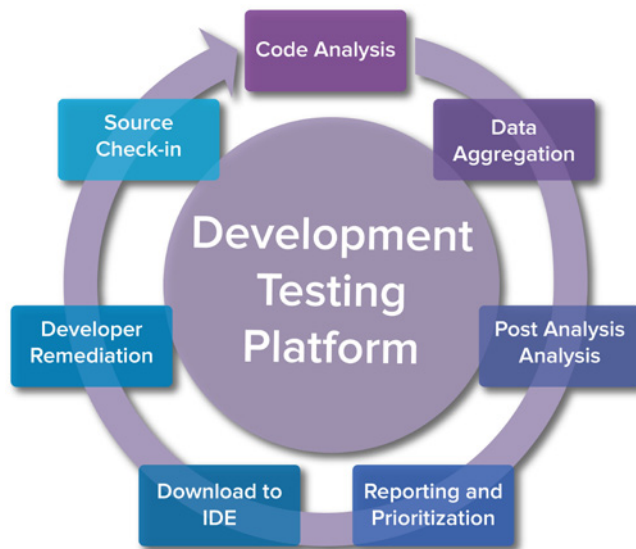 Code Analysis
Data
Aggregation
Post Analysis
Analysis
Reporting and
Prioritization
Download to
IDE
Developer
Remediation
Source
Check-in
Development
Testing
Platform